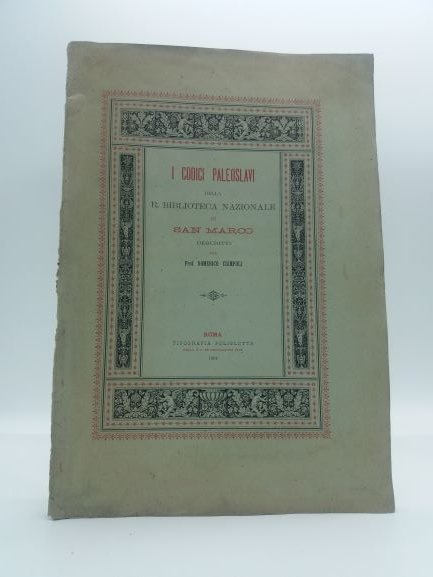 I CODICI PALEOSLAVI
DELLA
R. BIBLIOTECA NAZIONALE
DI
SAN MARCO
DESCRITTI
DAL
Prof. DOMENICO CIAMPOLI
ROMA
TIPOGRAFIA POLIGLOTTA